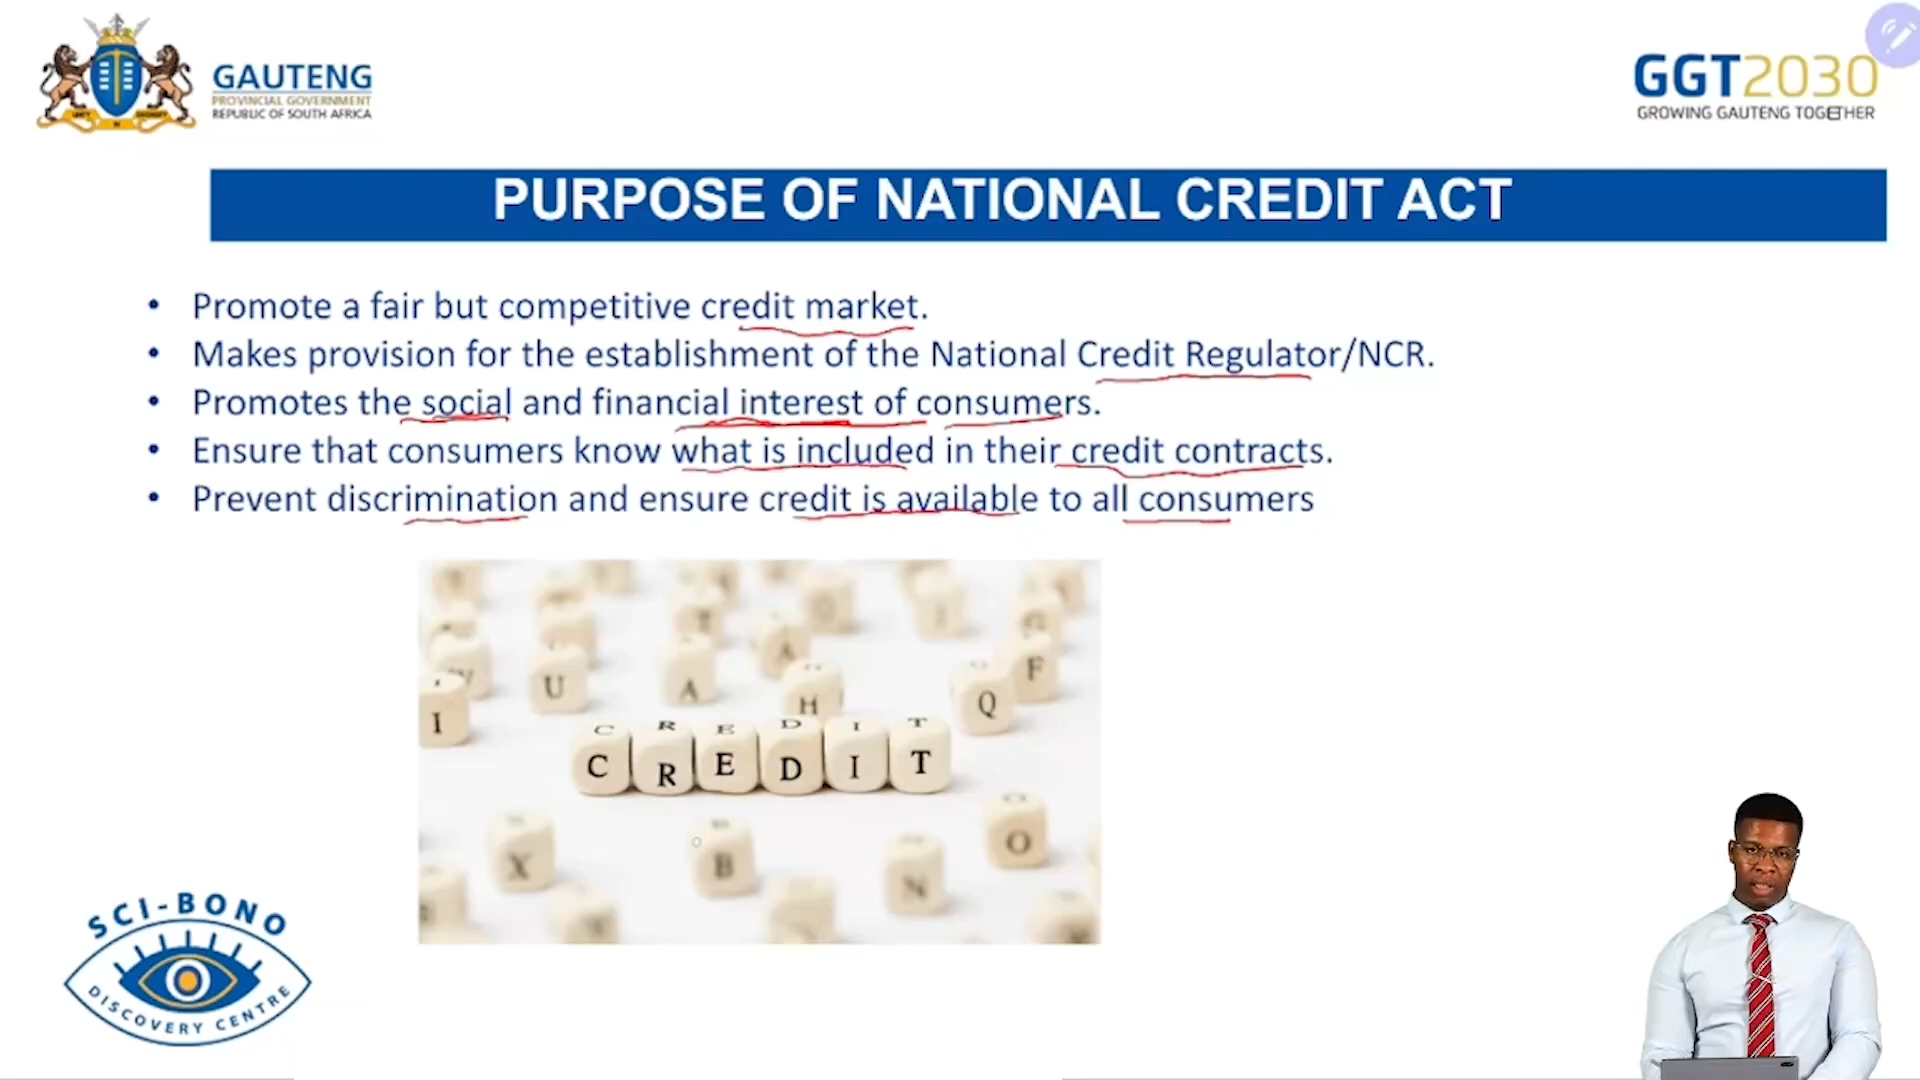 GAUTENG
PROVINCIAL GOVERNMENT
REPUBLIC OF SOUTH AFRICA
GGT2030
GROWING GAUTENG TOGETHER
PURPOSE OF NATIONAL CREDIT ACT
• Promote a fair but competitive credit market.
• Makes provision for the establishment of the National Credit Regulator/NCR.
• Promotes the social and financial interest of consumers.
• Ensure that consumers know what is included in their credit contracts.
• Prevent discrimination and ensure credit is available to all consumers
F
U
A
H
Q
I
C R E D I T
C R E D I T
O
X
B
N
SCI-BONO
DISCOVERY CENTRE